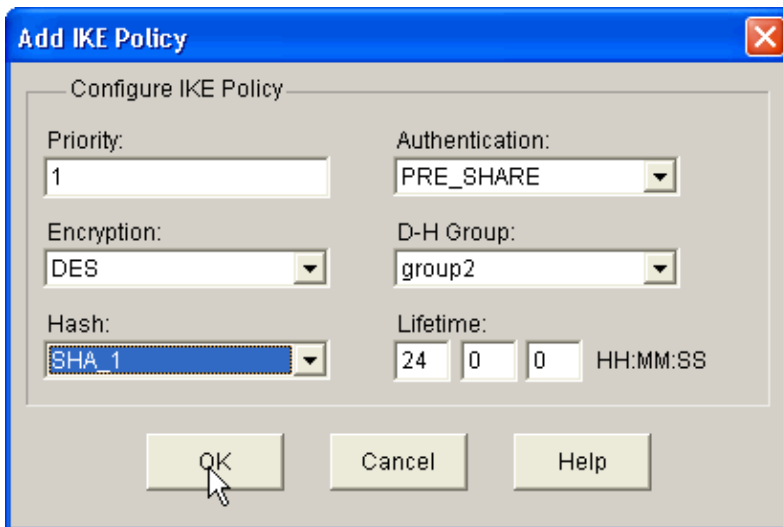 Add IKE Policy
Configure IKE Policy
Priority:
Authentication:
1
PRE_SHARE
Encryption:
D-H Group:
DES
group2
Hash:
Lifetime:
SHA_1
24 0 0 HH:MM:SS
OK Cancel Help